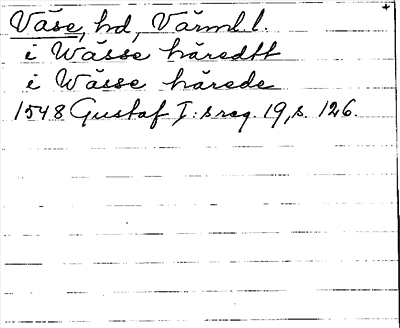 Väse, hd, Värml.l.
i Wässe häredtt
i Wässe härede
1548 Gustaf I:s reg. 19, s. 126.